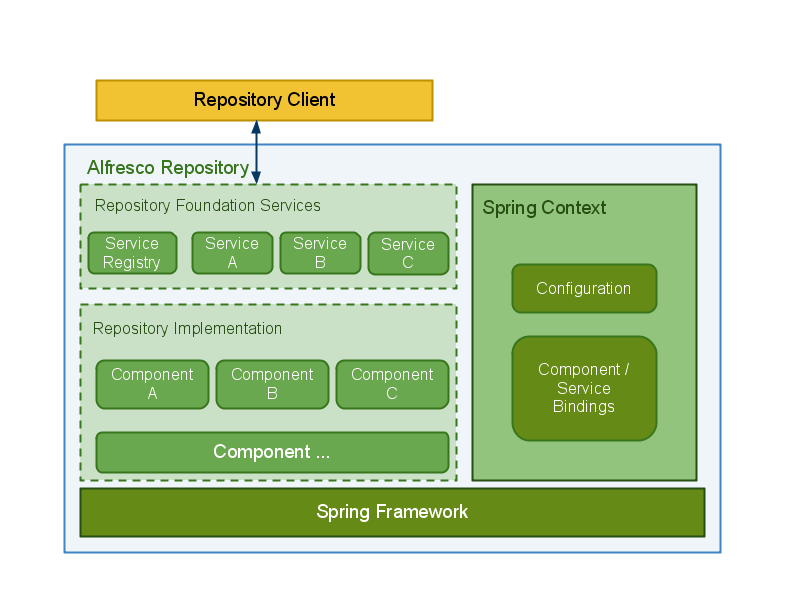 Repository Client
Alfresco Repository
Repository Foundation Services
Service
Registry
Service
A
Service
B
Service
C
Repository Implementation
Component
A
Component
B
Component
C
Component ...
Spring Context
Configuration
Component /
Service
Bindings
Spring Framework